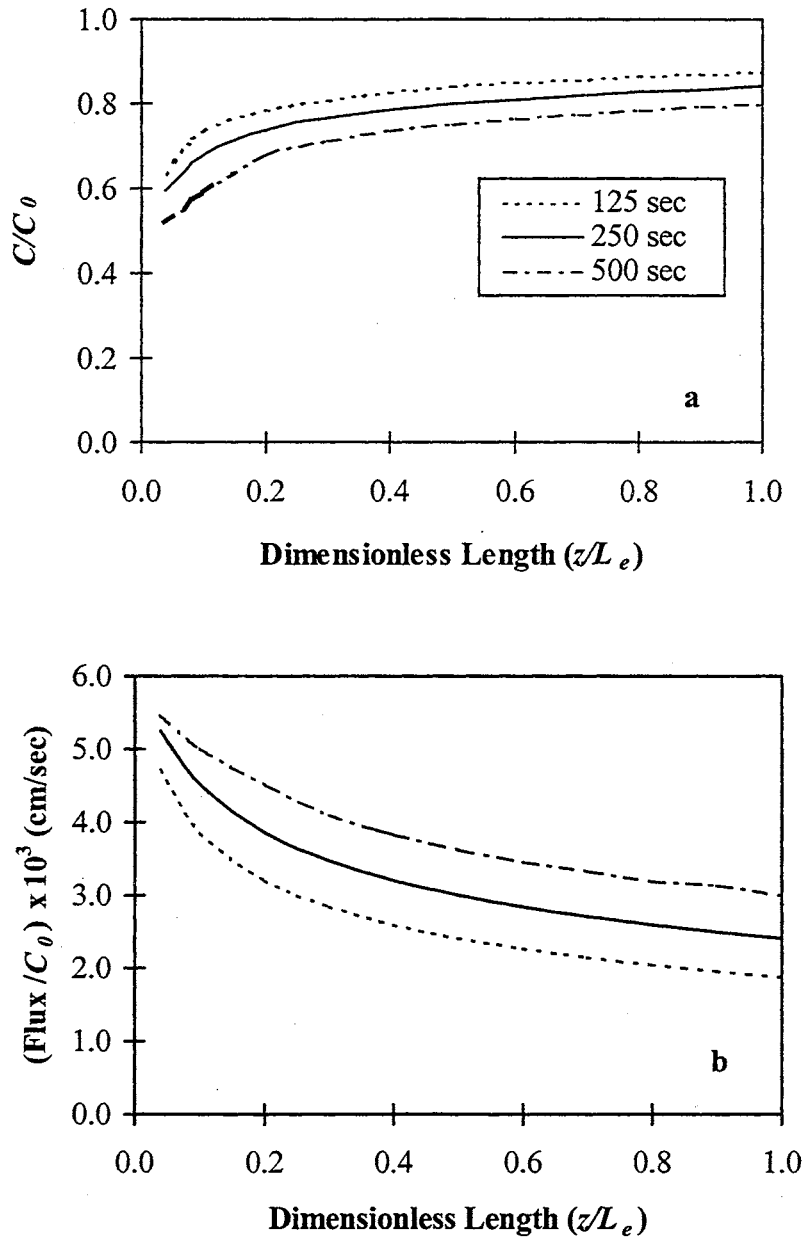 1.0
0.8
0.6
0.4
0.2
0.0
C/C0
125 sec
250 sec
500 sec
a
0.0 0.2 0.4 0.6 0.8 1.0
Dimensionless Length (z/Le)
6.0
5.0
4.0
3.0
2.0
1.0
0.0
(Flux /C0) x 10³ (cm/sec)
b
0.0 0.2 0.4 0.6 0.8 1.0
Dimensionless Length (z/Le)